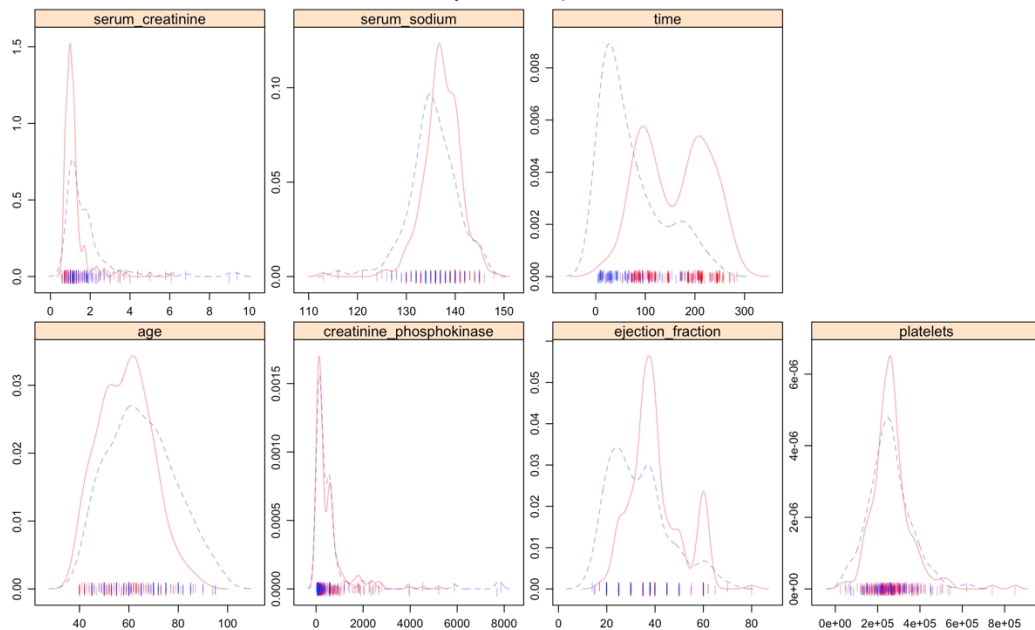 serum_creatinine serum_sodium time
0.0 0.5 1.0 1.5
0 2 4 6 8 10
0.00 0.05 0.10
110 120 130 140 150
0.000 0.002 0.004 0.006 0.008
0 100 200 300
age creatinine_phosphokinase ejection_fraction platelets
0.00 0.01 0.02 0.03
40 60 80 100
0.0000 0.0005 0.0010 0.0015
0 2000 4000 6000 8000
0.00 0.01 0.02 0.03 0.04 0.05
0 20 40 60 80
0e+00 2e-06 4e-06 6e-06
0e+00 2e+05 4e+05 6e+05 8e+05